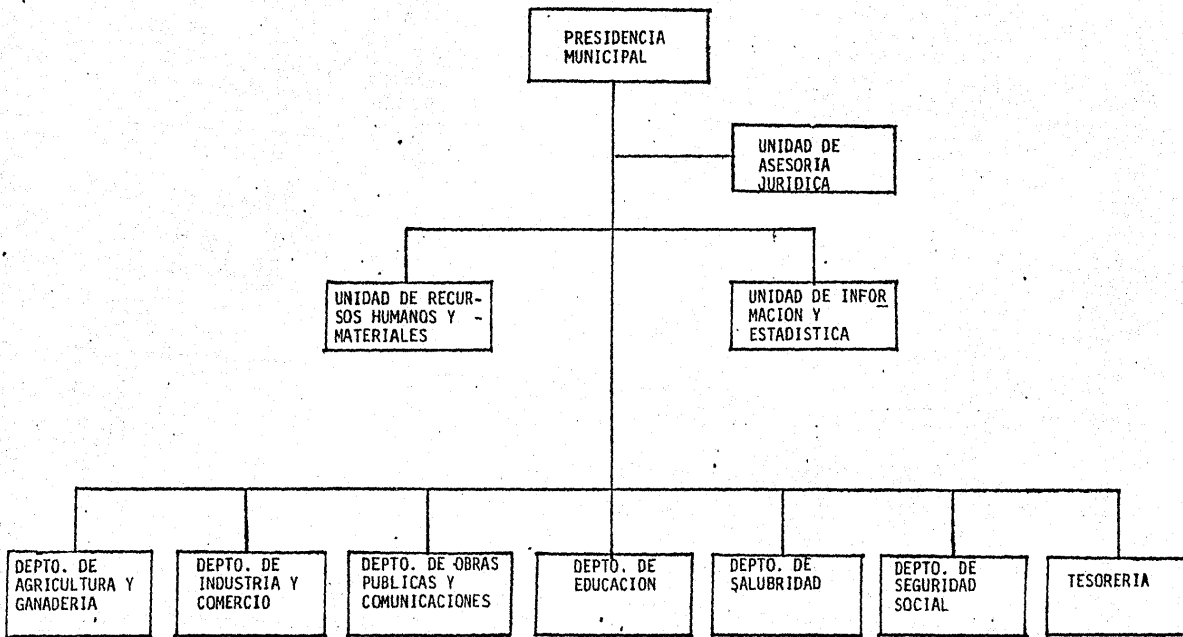 PRESIDENCIA
MUNICIPAL
UNIDAD DE
ASESORIA
JURIDICA
UNIDAD DE RECUR-
SOS HUMANOS Y -
MATERIALES
UNIDAD DE INFOR
MACION Y
ESTADISTICA
DEPTO. DE
AGRICULTURA Y
GANADERIA
DEPTO. DE
INDUSTRIA Y
COMERCIO
DEPTO. DE OBRAS
PUBLICAS Y
COMUNICACIONES
DEPTO. DE
EDUCACION
DEPTO. DE
SALUBRIDAD
DEPTO. DE
SEGURIDAD
SOCIAL
TESORERIA